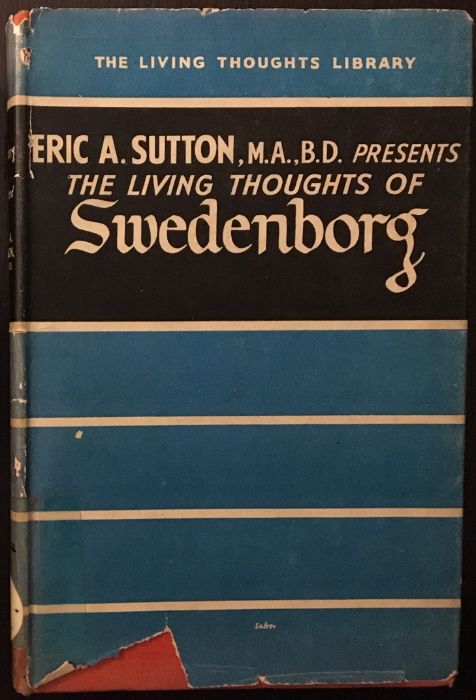 THE LIVING THOUGHTS LIBRARY
ERIC A. SUTTON, M.A., B.D. PRESENTS
THE LIVING THOUGHTS OF
Swedenborg